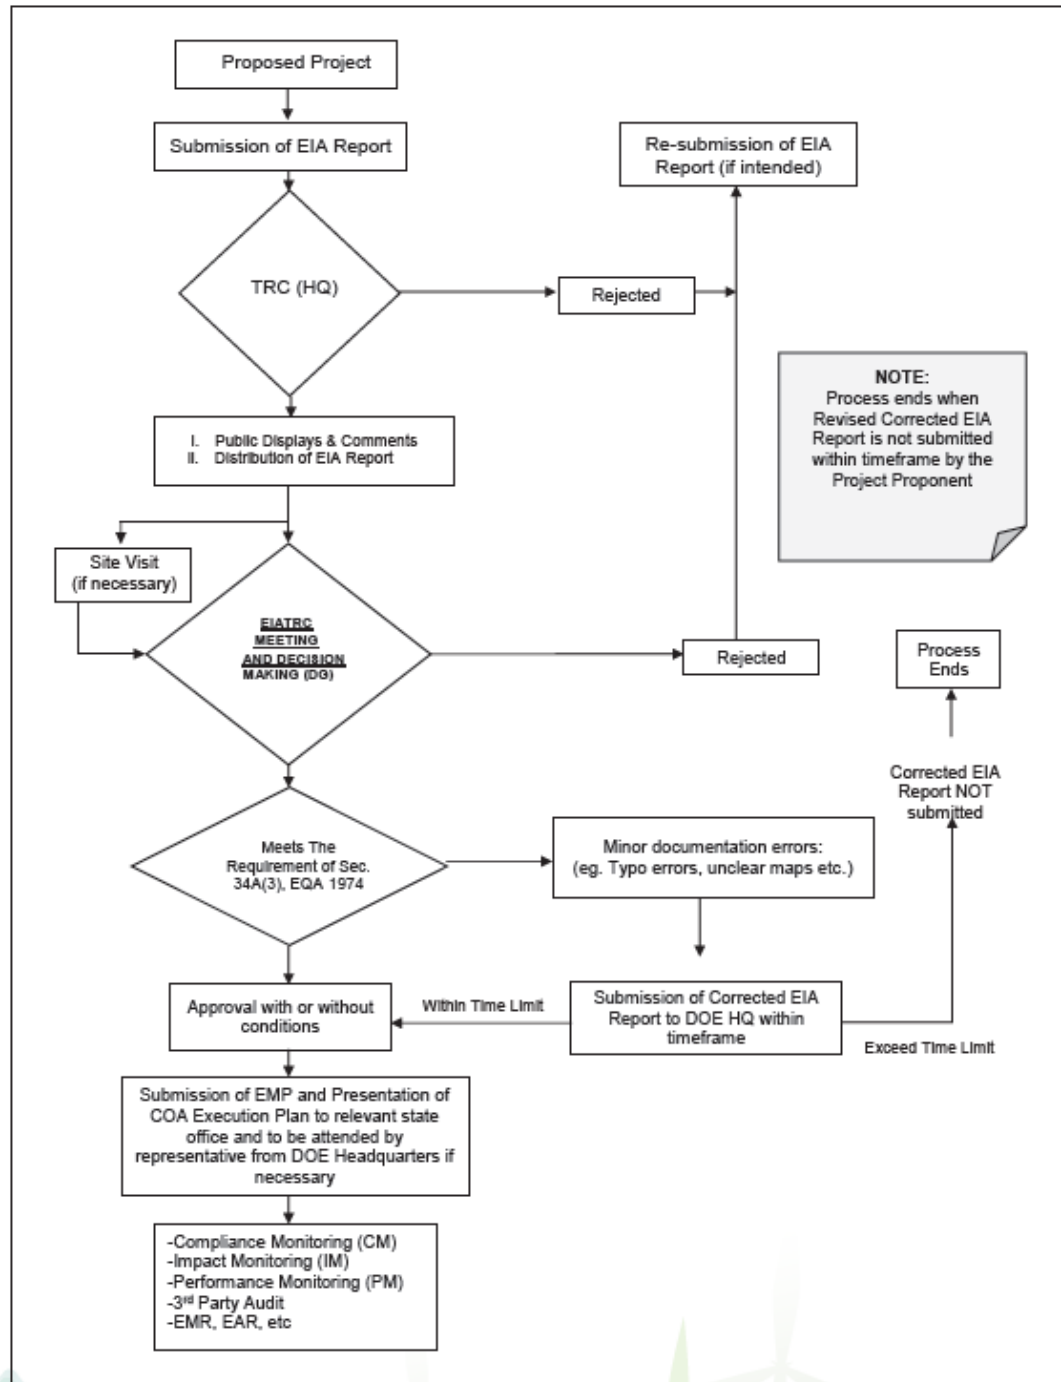 Proposed Project
Submission of EIA Report
Re-submission of EIA
Report (if intended)
TRC (HQ)
Rejected
NOTE:
Process ends when
Revised Corrected EIA
Report is not submitted
within timeframe by the
Project Proponent
I. Public Displays & Comments
II. Distribution of EIA Report
Site Visit
(if necessary)
EIATRC
MEETING
AND DECISION
MAKING (DG)
Rejected
Process
Ends
Corrected EIA
Report NOT
submitted
Meets The
Requirement of Sec.
34A(3), EQA 1974
Minor documentation errors:
(eg. Typo errors, unclear maps etc.)
Approval with or without
conditions
Within Time Limit
Submission of Corrected EIA
Report to DOE HQ within
timeframe
Exceed Time Limit
Submission of EMP and Presentation of
COA Execution Plan to relevant state
office and to be attended by
representative from DOE Headquarters if
necessary
-Compliance Monitoring (CM)
-Impact Monitoring (IM)
-Performance Monitoring (PM)
-3rd Party Audit
-EMR, EAR, etc